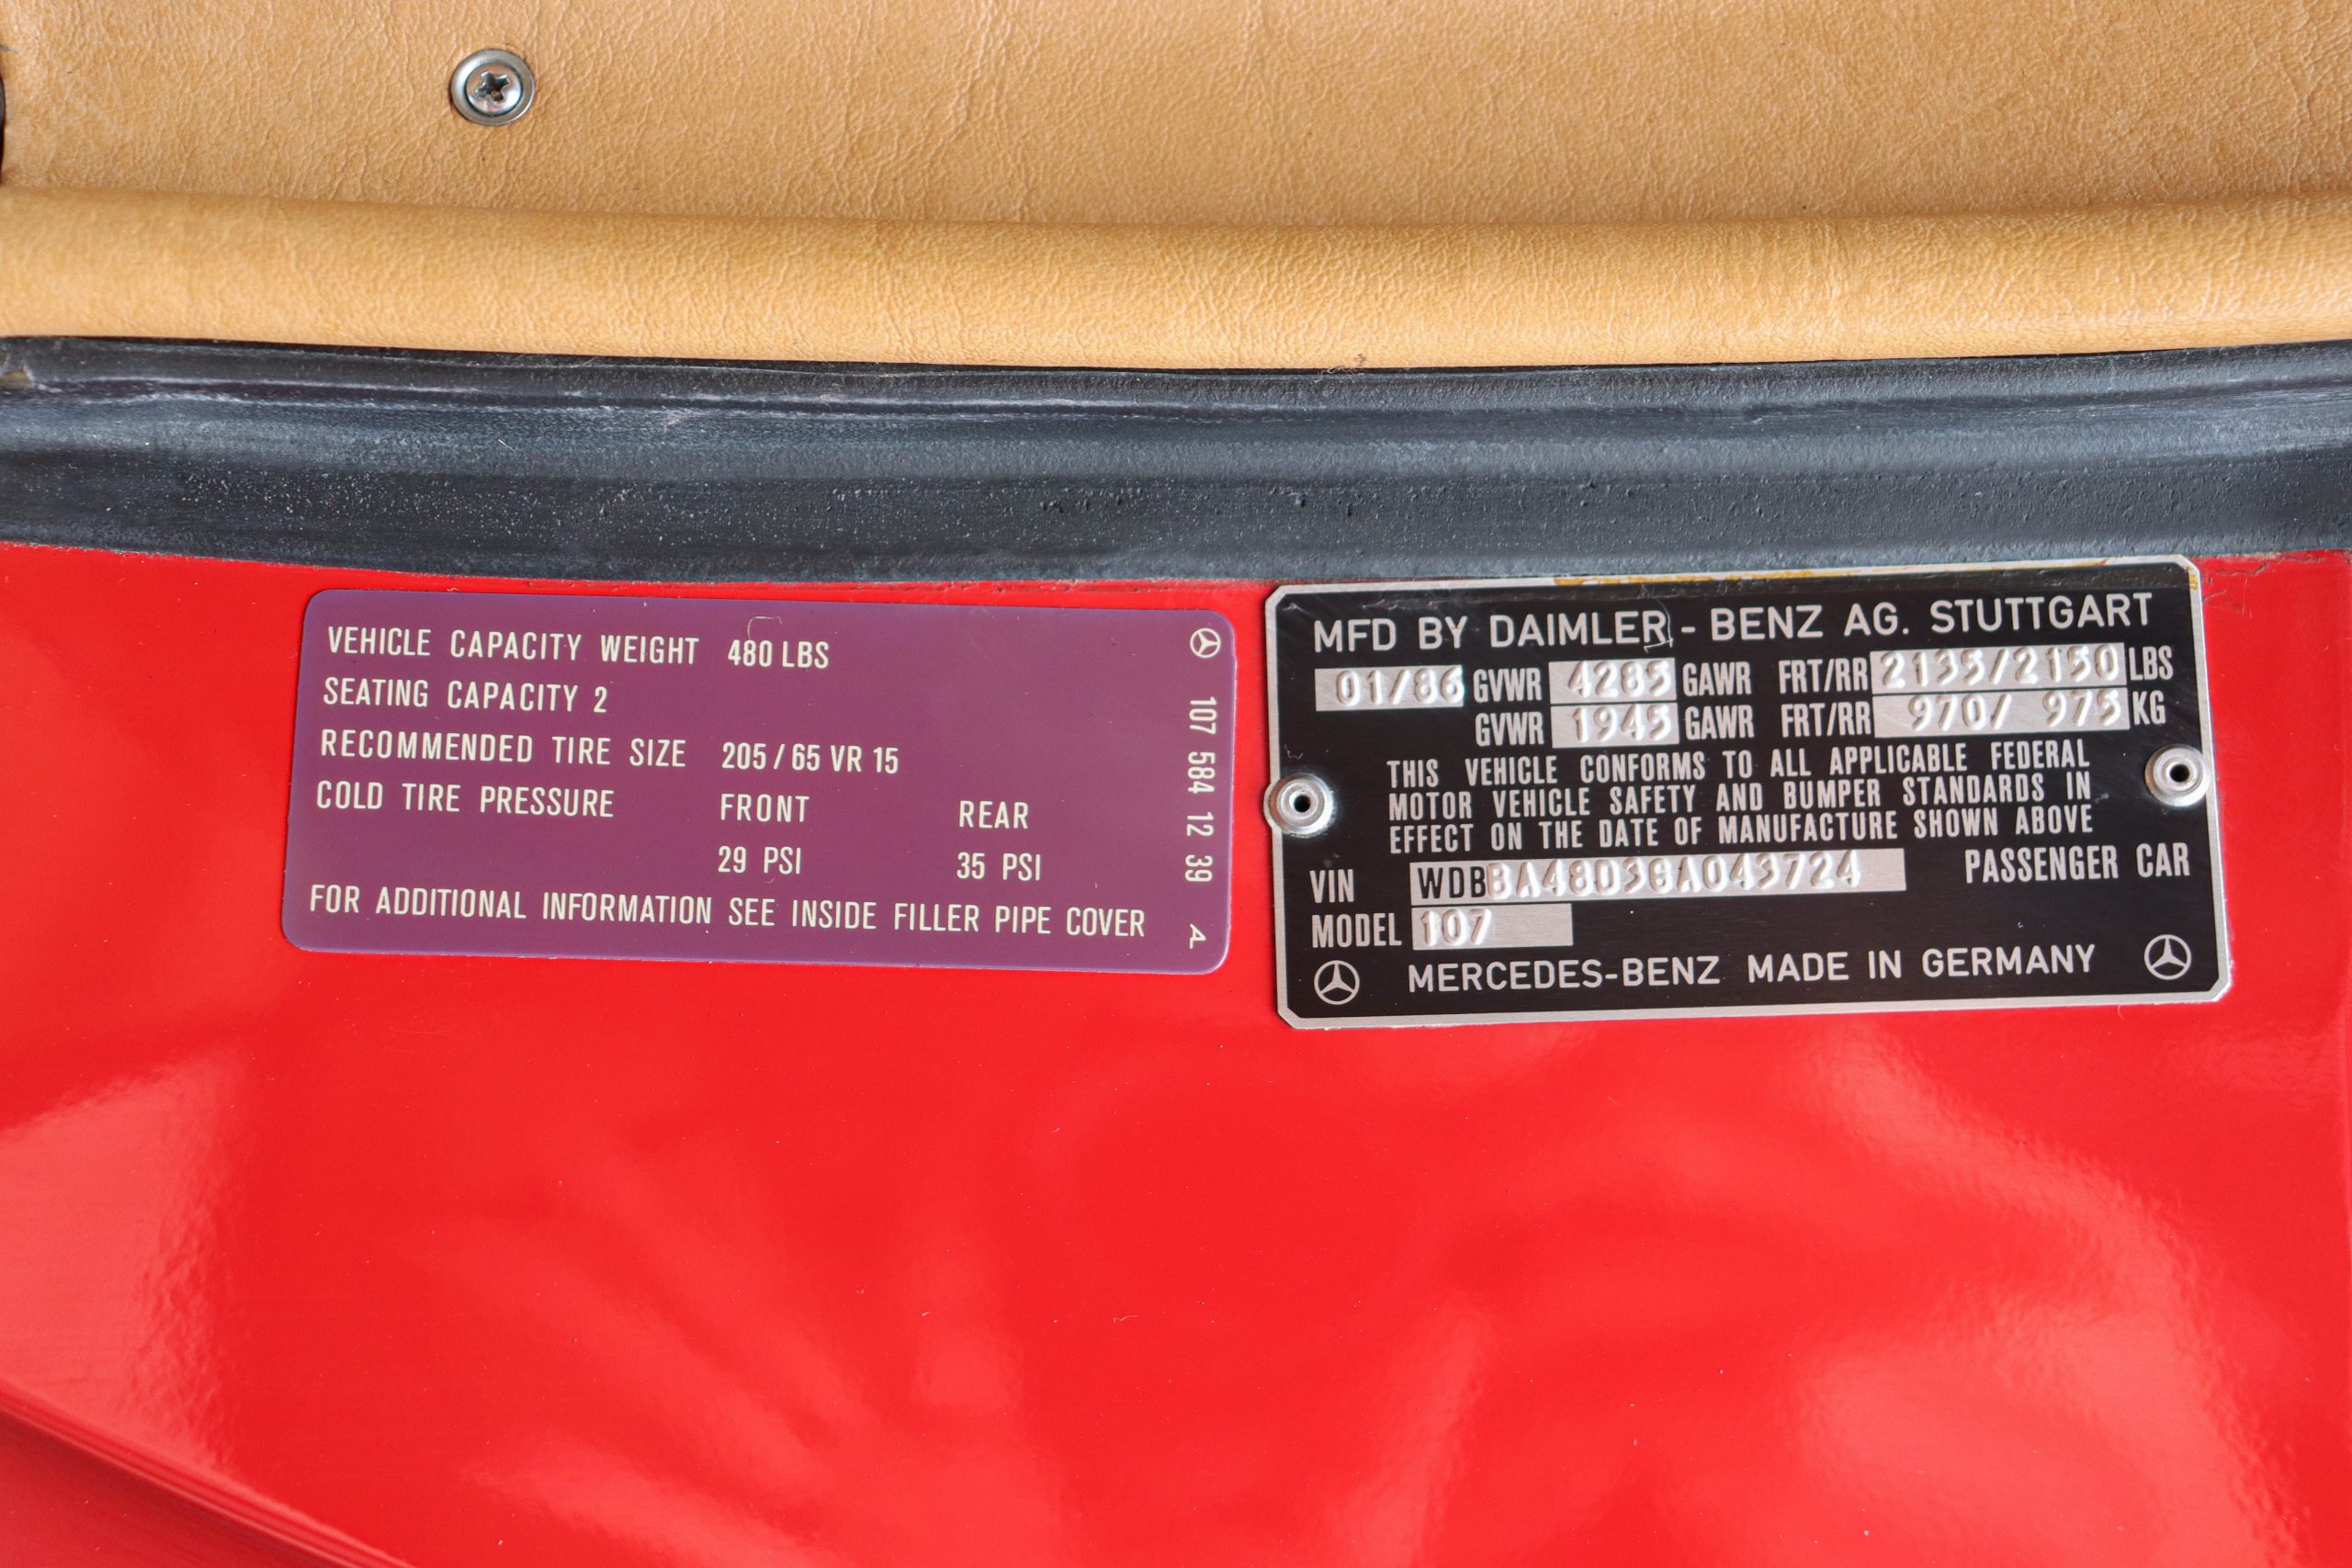 VEHICLE CAPACITY WEIGHT 480 LBS
SEATING CAPACITY 2
RECOMMENDED TIRE SIZE 205/65 VR 15
COLD TIRE PRESSURE FRONT REAR
29 PSI 35 PSI
FOR ADDITIONAL INFORMATION SEE INSIDE FILLER PIPE COVER
107 584 12 39 A
MFD BY DAIMLER-BENZ AG. STUTTGART
01/86 GVWR 4285 GAWR FRT/RR 2135/2150 LBS
GVWR 1945 GAWR FRT/RR 970/ 975 KG
THIS VEHICLE CONFORMS TO ALL APPLICABLE FEDERAL
MOTOR VEHICLE SAFETY AND BUMPER STANDARDS IN
EFFECT ON THE DATE OF MANUFACTURE SHOWN ABOVE
VIN WDBBA48D3GA043724 PASSENGER CAR
MODEL 107
MERCEDES-BENZ MADE IN GERMANY